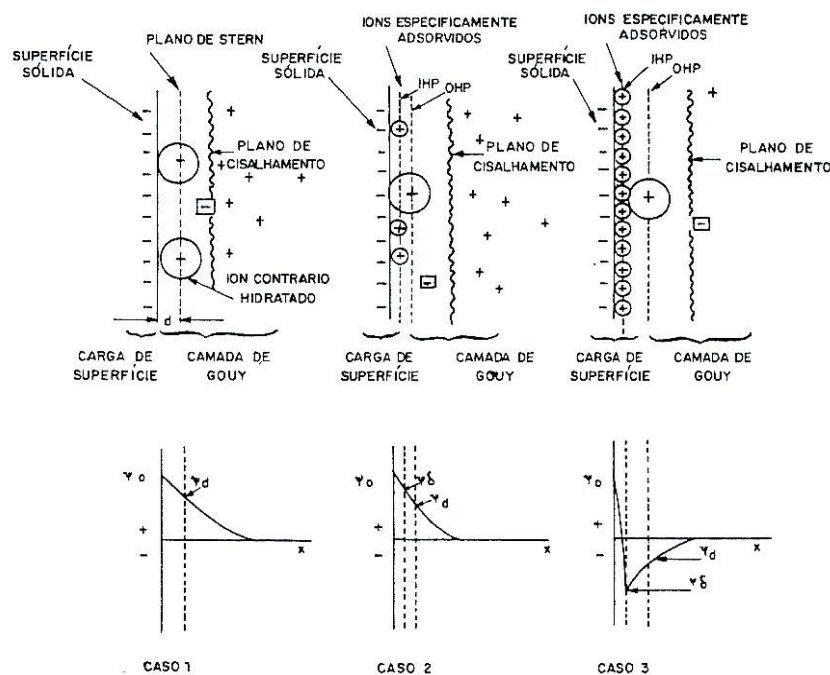 PLANO DE STERN
SUPERFÍCIE
SÓLIDA
PLANO DE
CISALHAMENTO
ION CONTRARIO
HIDRATADO
d
CARGA DE
SUPERFÍCIE
CAMADA DE
GOUY
IONS ESPECIFICAMENTE
ADSORVIDOS
SUPERFÍCIE
SÓLIDA
IHP
OHP
PLANO DE
CISALHAMENTO
CARGA DE
SUPERFÍCIE
CAMADA DE
GOUY
IONS ESPECIFICAMENTE
ADSORVIDOS
SUPERFÍCIE
SÓLIDA
IHP
OHP
PLANO DE
CISALHAMENTO
CARGA DE
SUPERFÍCIE
CAMADA DE
GOUY
Ψo
Ψd
+
−
x
CASO 1
Ψo
Ψδ
Ψd
+
−
x
CASO 2
Ψo
+
−
x
Ψd
Ψδ
CASO 3